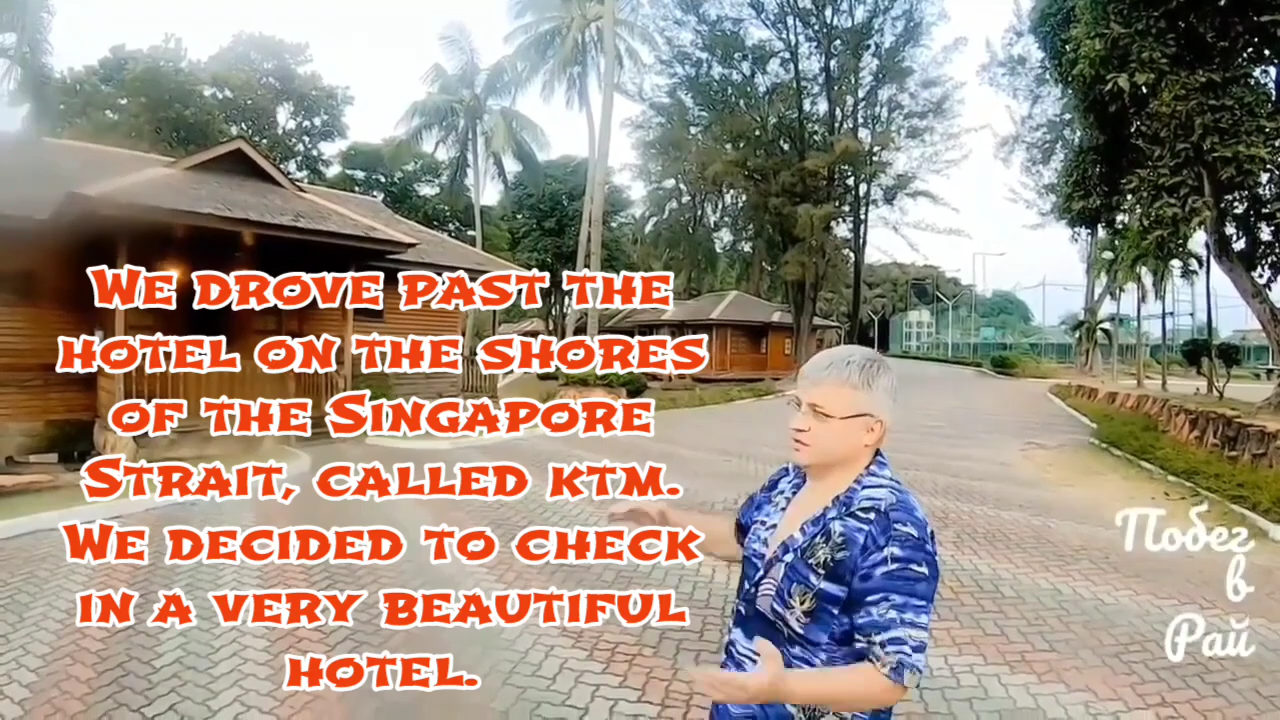 We drove past the
hotel on the shores
of the Singapore
Strait, called ktm.
We decided to check
in a very beautiful
hotel.
Побег
в
Рай